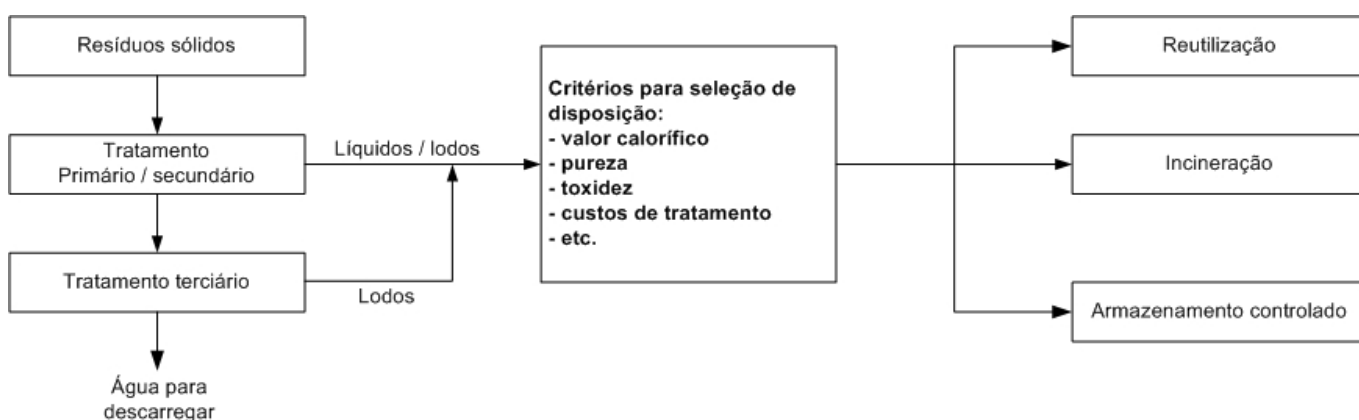 Resíduos sólidos
Tratamento
Primário / secundário
Tratamento terciário
Água para
descarregar
Líquidos / lodos
Lodos
Critérios para seleção de
disposição:
- valor calorífico
- pureza
- toxidez
- custos de tratamento
- etc.
Reutilização
Incineração
Armazenamento controlado